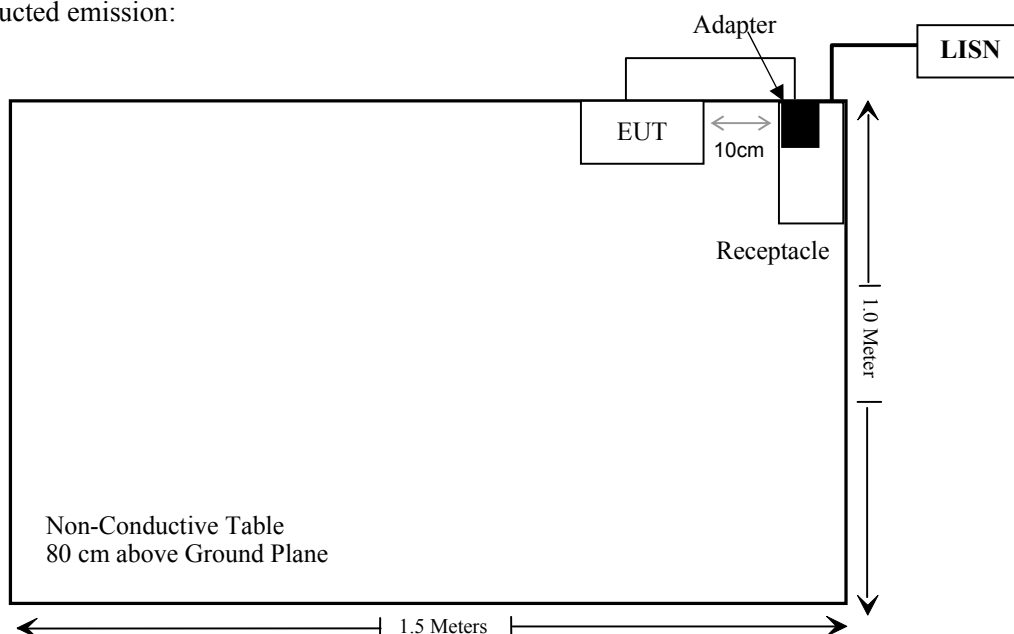 ucted emission:
Adapter
LISN
EUT
10cm
Receptacle
1.0 Meter
Non-Conductive Table
80 cm above Ground Plane
1.5 Meters